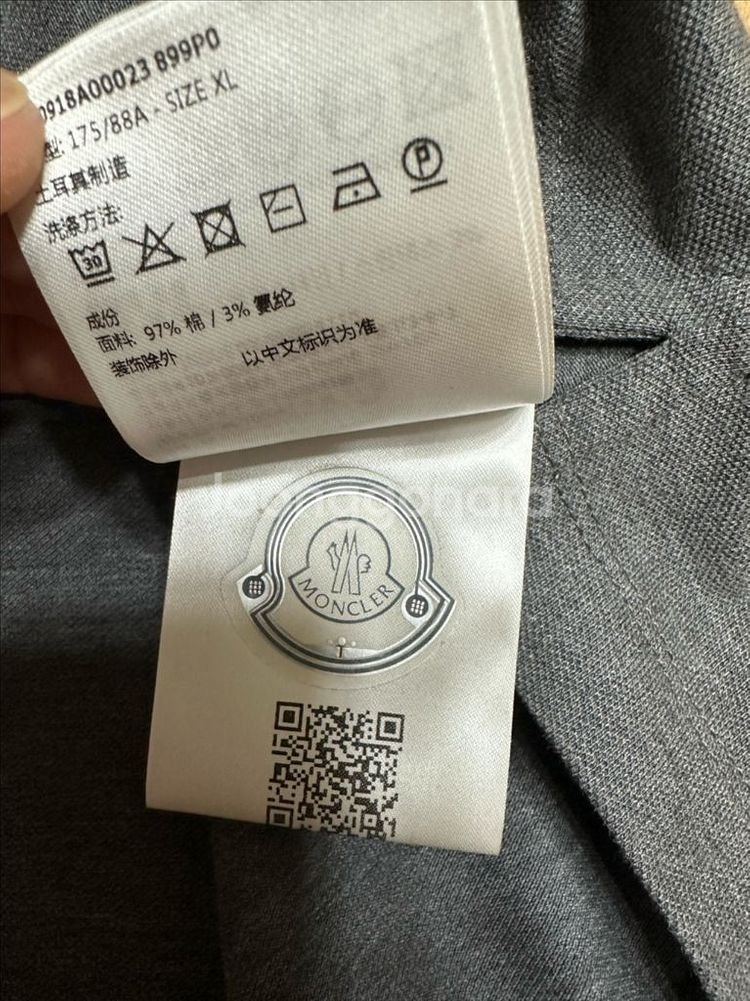 0918A00023 899P0
型: 175/88A - SIZE XL
土耳其制造
洗涤方法:
30
P
成份
面料: 97% 棉 / 3% 氨纶
装饰除外 以中文标识为准
MONCLER